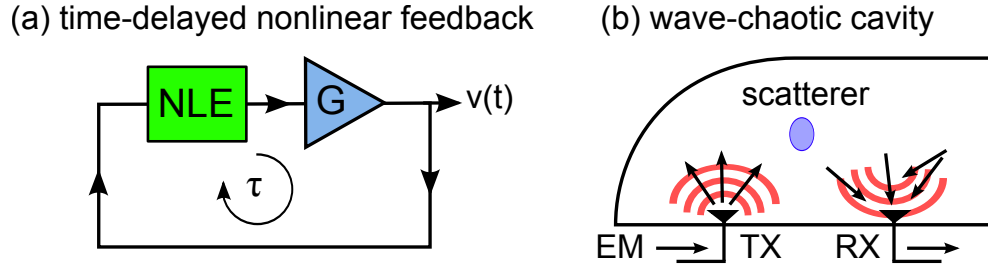 (a) time-delayed nonlinear feedback
NLE
G
v(t)
τ
(b) wave-chaotic cavity
scatterer
EM
TX
RX